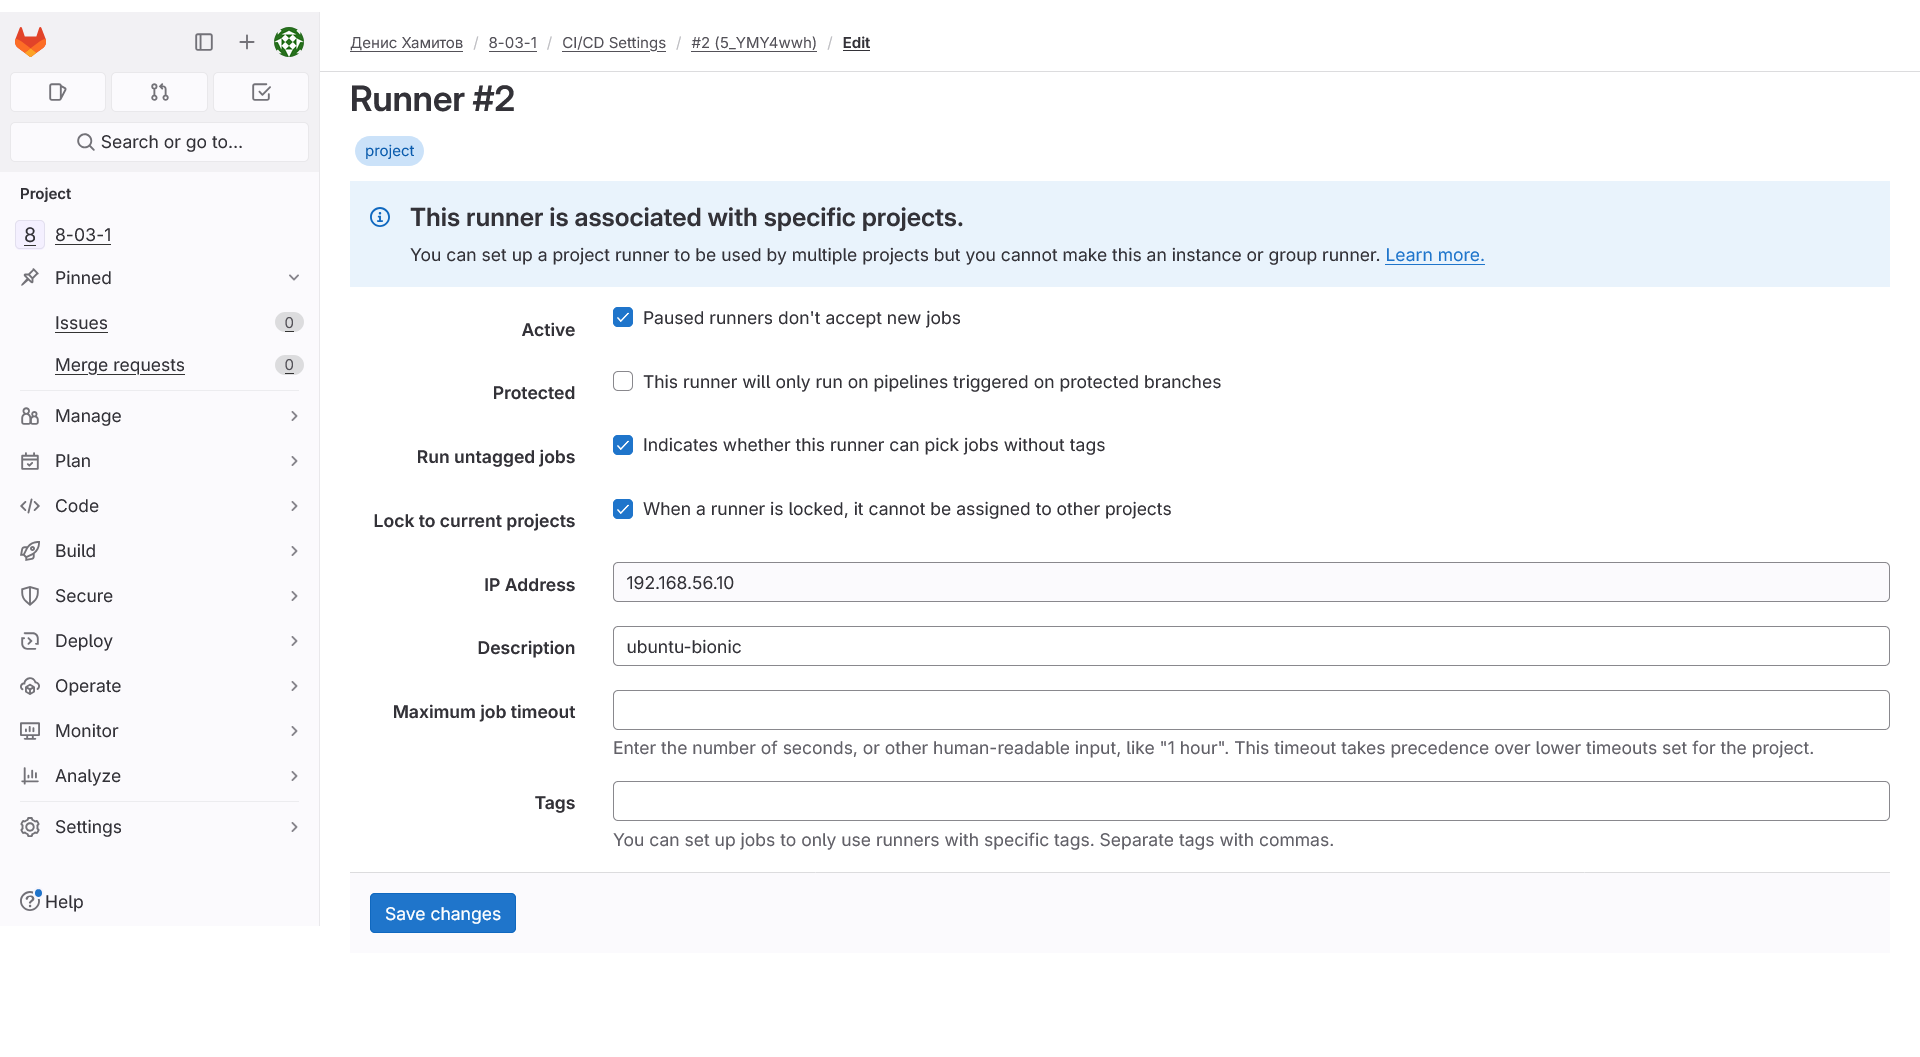 Search or go to...
Project
8 8-03-1
Pinned
Issues 0
Merge requests 0
Manage
Plan
Code
Build
Secure
Deploy
Operate
Monitor
Analyze
Settings
Help
Денис Хамитов / 8-03-1 / CI/CD Settings / #2 (5_YMY4wwh) / Edit
Runner #2
project
This runner is associated with specific projects.
You can set up a project runner to be used by multiple projects but you cannot make this an instance or group runner. Learn more.
Active Paused runners don't accept new jobs
Protected This runner will only run on pipelines triggered on protected branches
Run untagged jobs Indicates whether this runner can pick jobs without tags
Lock to current projects When a runner is locked, it cannot be assigned to other projects
IP Address 192.168.56.10
Description ubuntu-bionic
Maximum job timeout
Enter the number of seconds, or other human-readable input, like "1 hour". This timeout takes precedence over lower timeouts set for the project.
Tags
You can set up jobs to only use runners with specific tags. Separate tags with commas.
Save changes